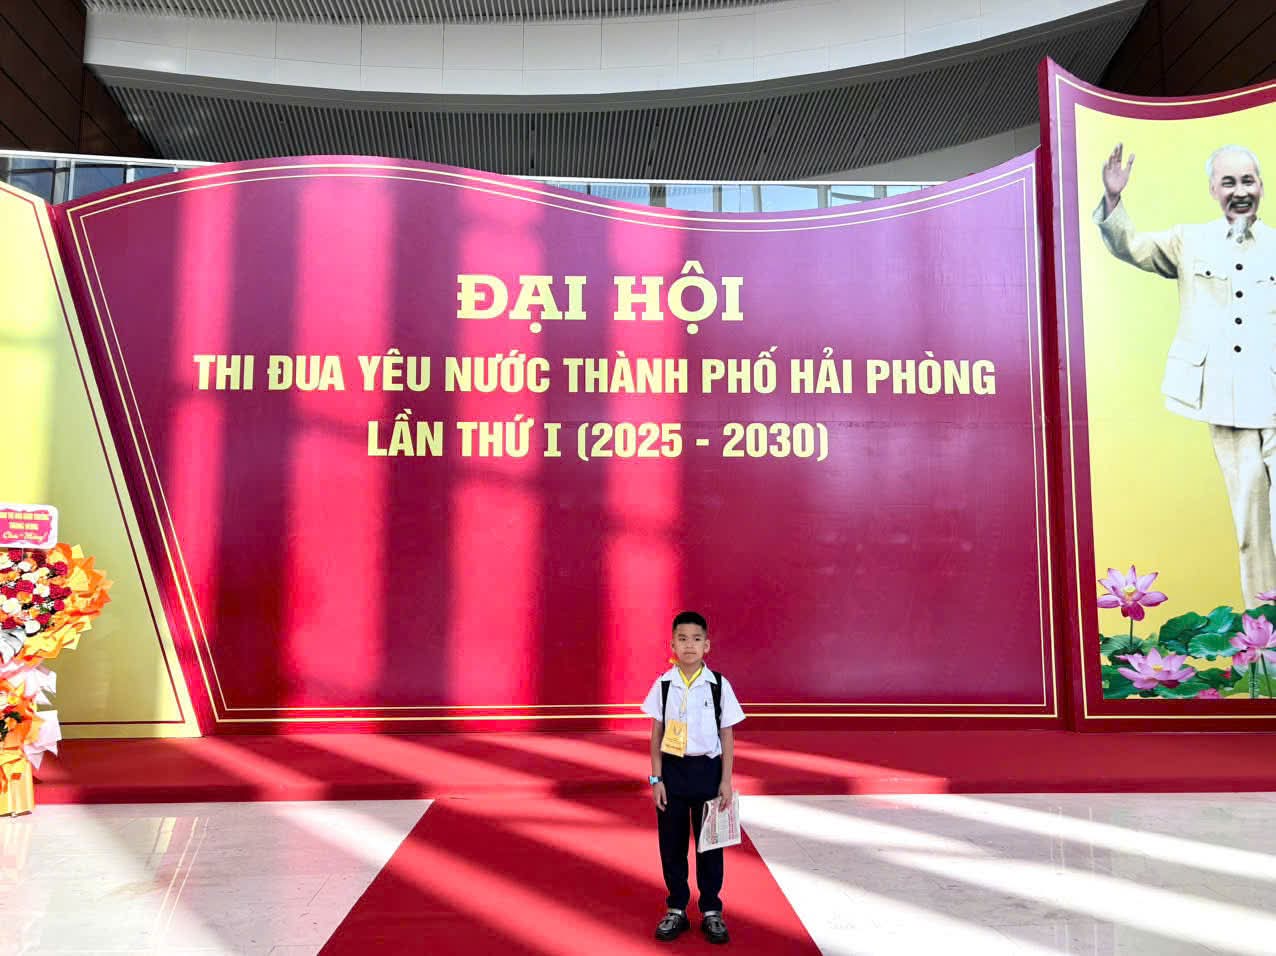 ĐẠI HỘI
THI ĐUA YÊU NƯỚC THÀNH PHỐ HẢI PHÒNG
LẦN THỨ I (2025 - 2030)